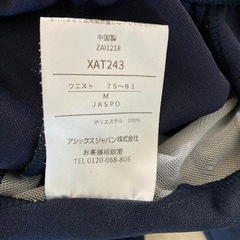 中国製
ZAI1218
XAT243
ウエスト 75~81
M
JASPO
ポリエステル 100%
アシックスジャパン株式会社
お客様相談室
TEL 0120-068-806